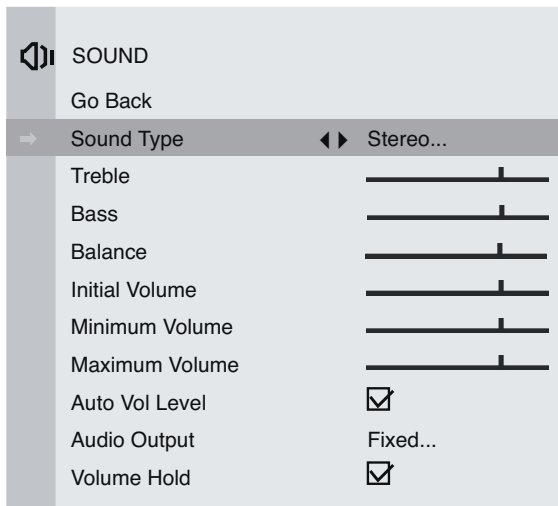 SOUND
Go Back
Sound Type Stereo...
Treble
Bass
Balance
Initial Volume
Minimum Volume
Maximum Volume
Auto Vol Level
Audio Output Fixed...
Volume Hold